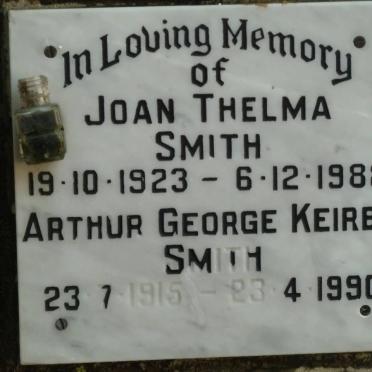 In Loving Memory
of
JOAN THELMA
SMITH
19·10·1923 – 6·12·198
ARTHUR GEORGE KEIRE
SMITH
23 7 1915 – 23·4·1990